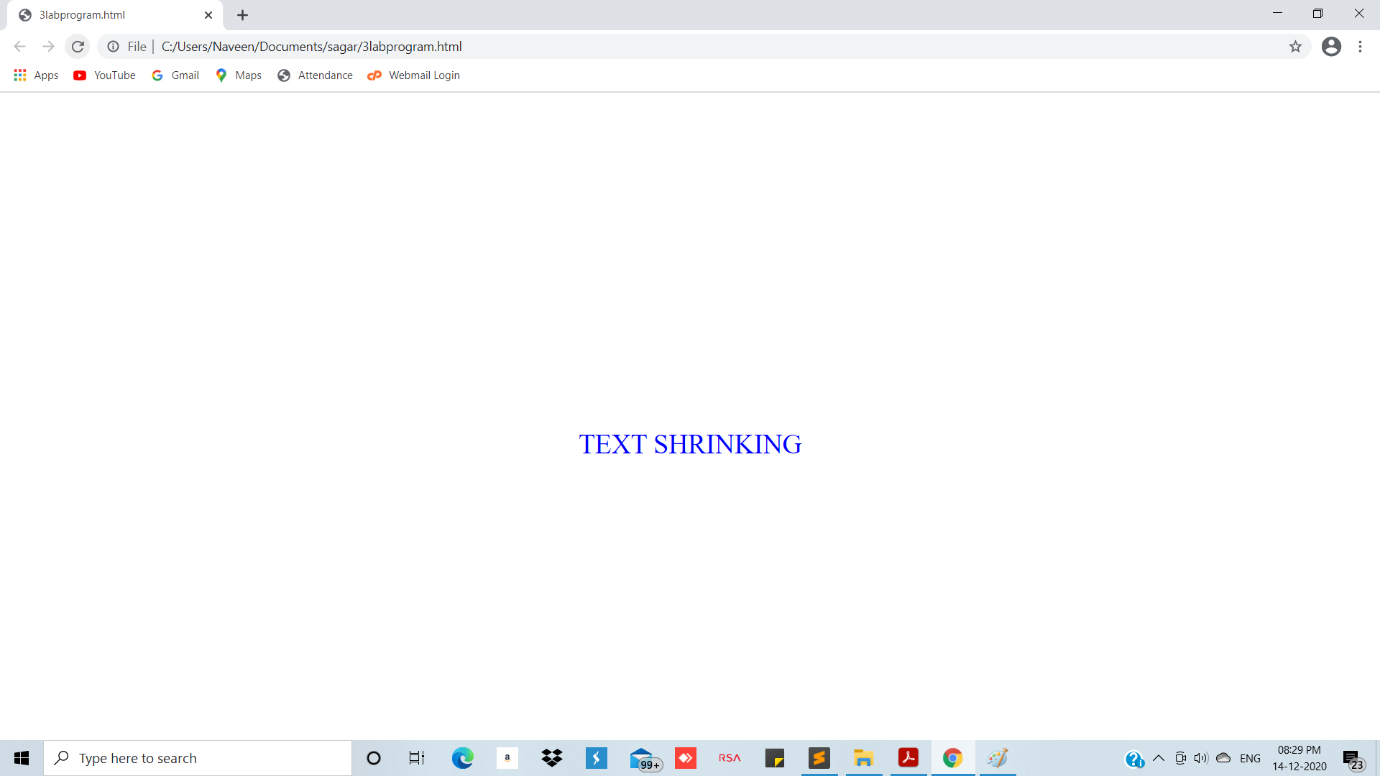 3labprogram.html
File | C:/Users/Naveen/Documents/sagar/3labprogram.html
Apps YouTube Gmail Maps Attendance Webmail Login
TEXT SHRINKING
Type here to search
a
99+
RSA
ENG
08:29 PM
14-12-2020
23